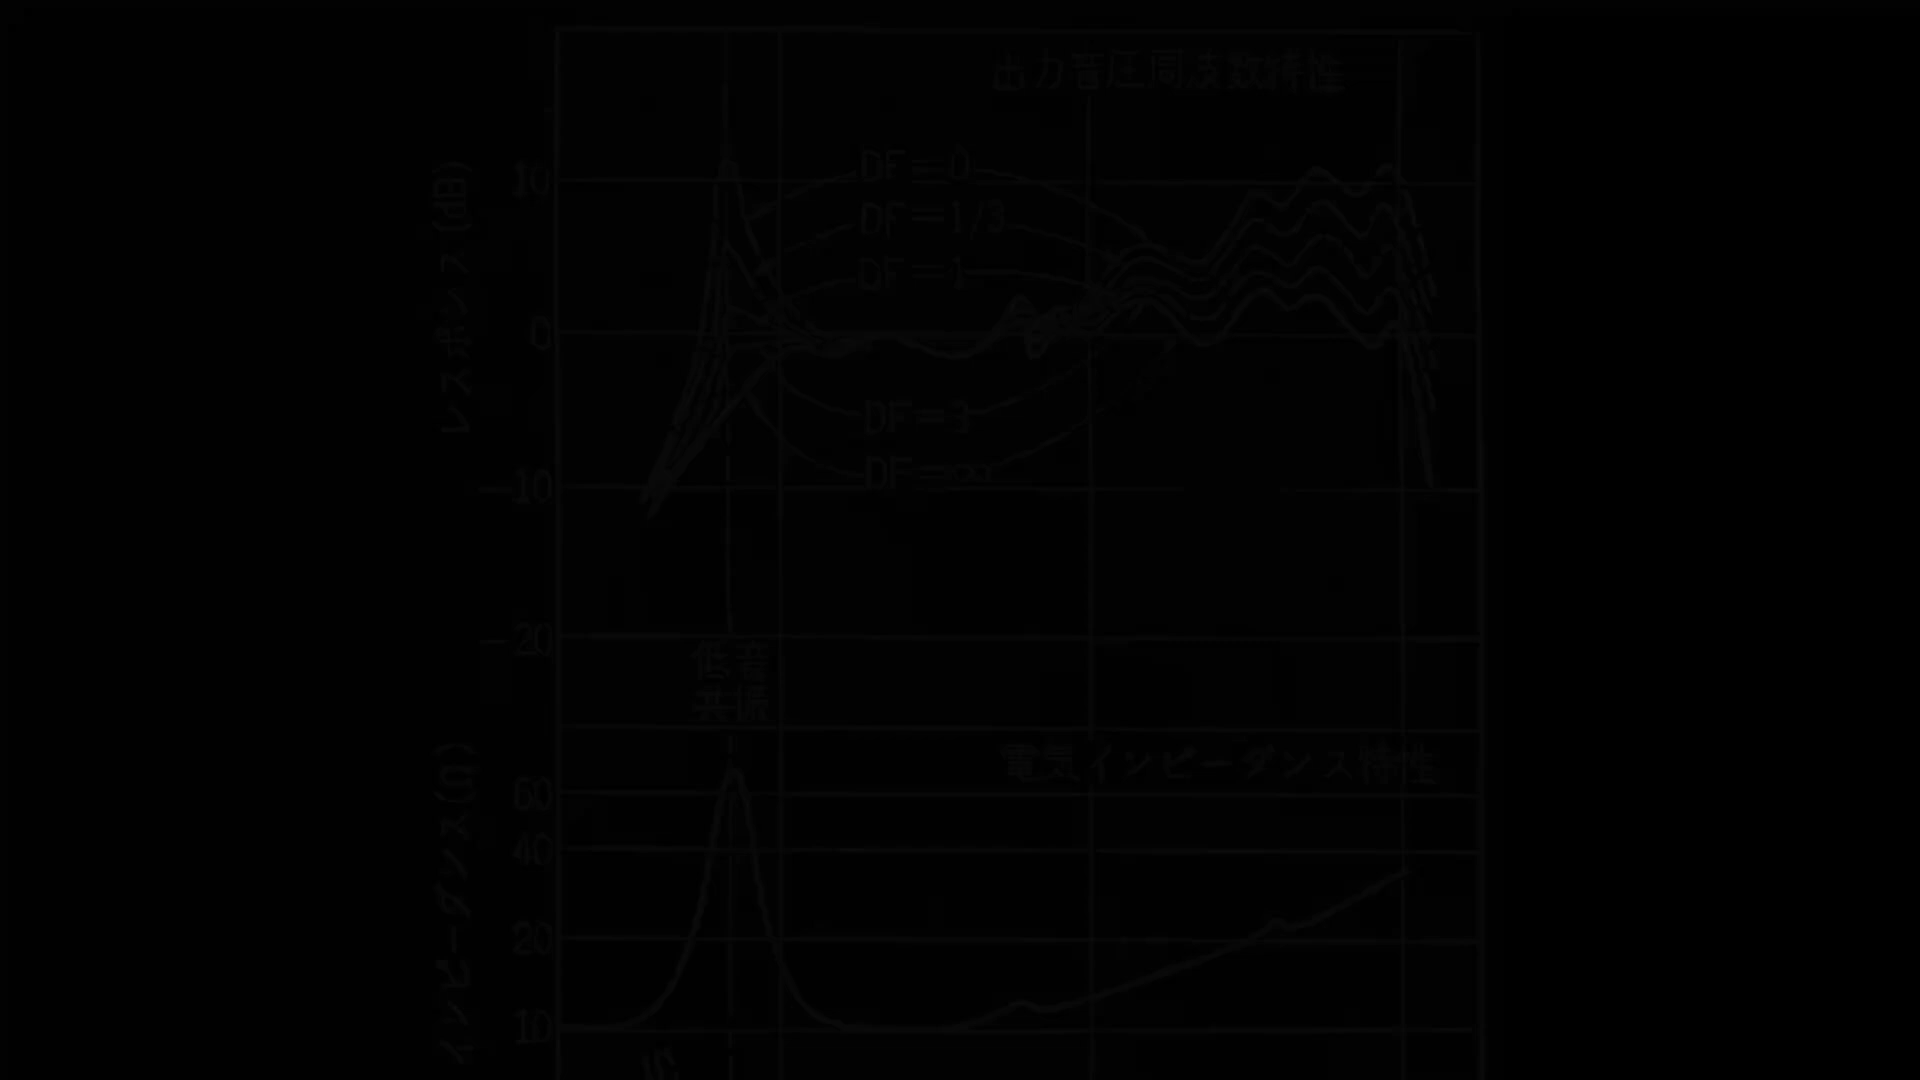 出力音圧周波数特性
レスポンス(dB)
10
DF=0
DF=1/3
DF=1
0
DF=3
DF=∞
-10
-20
低音
共振
電気インピーダンス特性
インピーダンス(Ω)
60
40
20
10